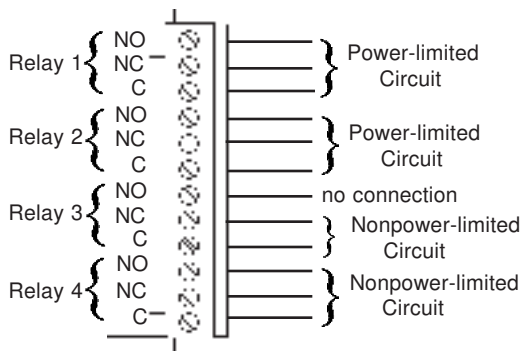 Relay 1 NO
NC
C
Power-limited
Circuit
Relay 2 NO
NC
C
Power-limited
Circuit
Relay 3 NO
NC
C
no connection
Nonpower-limited
Circuit
Relay 4 NO
NC
C
Nonpower-limited
Circuit